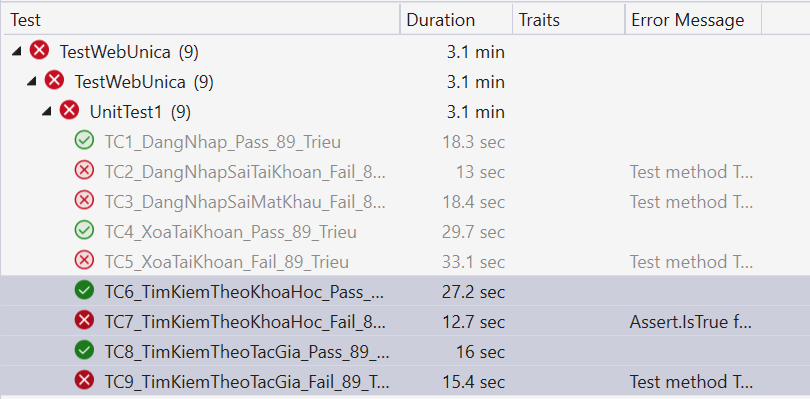 Test Duration Traits Error Message
TestWebUnica (9) 3.1 min
TestWebUnica (9) 3.1 min
UnitTest1 (9) 3.1 min
TC1_DangNhap_Pass_89_Trieu 18.3 sec
TC2_DangNhapSaiTaiKhoan_Fail_8... 13 sec Test method T...
TC3_DangNhapSaiMatKhau_Fail_8... 18.4 sec Test method T...
TC4_XoaTaiKhoan_Pass_89_Trieu 29.7 sec
TC5_XoaTaiKhoan_Fail_89_Trieu 33.1 sec Test method T...
TC6_TimKiemTheoKhoaHoc_Pass_... 27.2 sec
TC7_TimKiemTheoKhoaHoc_Fail_8... 12.7 sec Assert.IsTrue f...
TC8_TimKiemTheoTacGia_Pass_89_... 16 sec
TC9_TimKiemTheoTacGia_Fail_89_T... 15.4 sec Test method T...